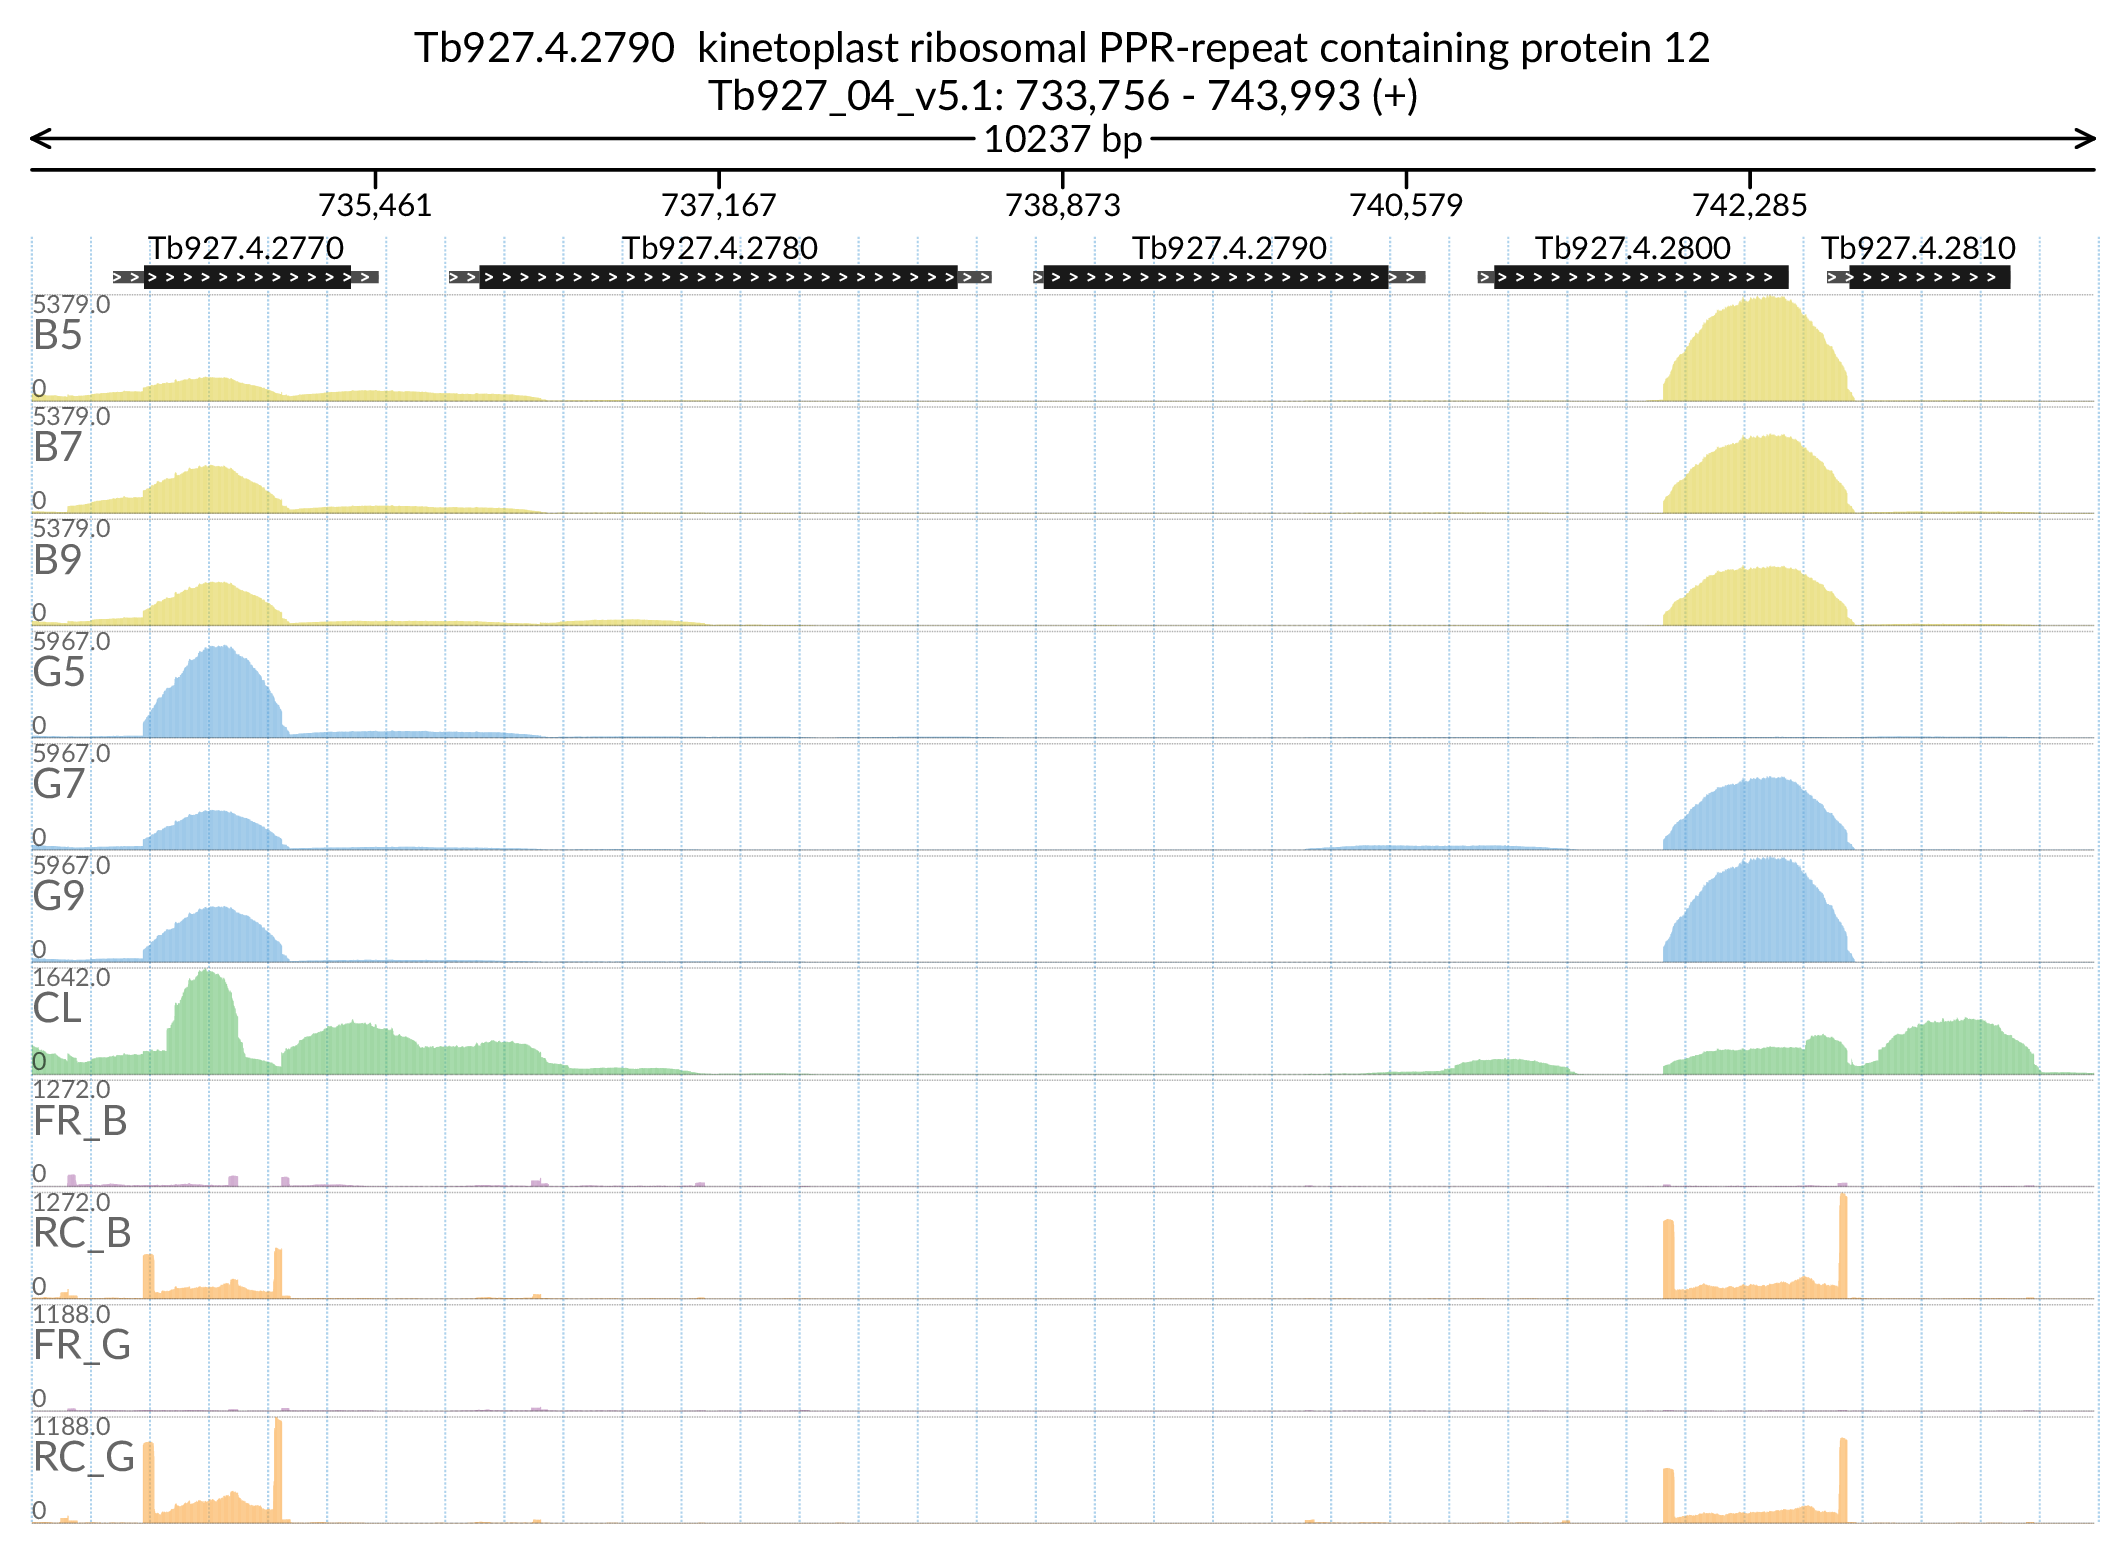 Tb927.4.2790  kinetoplast ribosomal PPR-repeat containing protein 12
Tb927_04_v5.1: 733,756 - 743,993 (+)
10237 bp
735,461 737,167 738,873 740,579 742,285
Tb927.4.2770 Tb927.4.2780 Tb927.4.2790 Tb927.4.2800 Tb927.4.2810
5379.0
B5
0
5379.0
B7
0
5379.0
B9
0
5967.0
G5
0
5967.0
G7
0
5967.0
G9
0
1642.0
CL
0
1272.0
FR_B
0
1272.0
RC_B
0
1188.0
FR_G
0
1188.0
RC_G
0